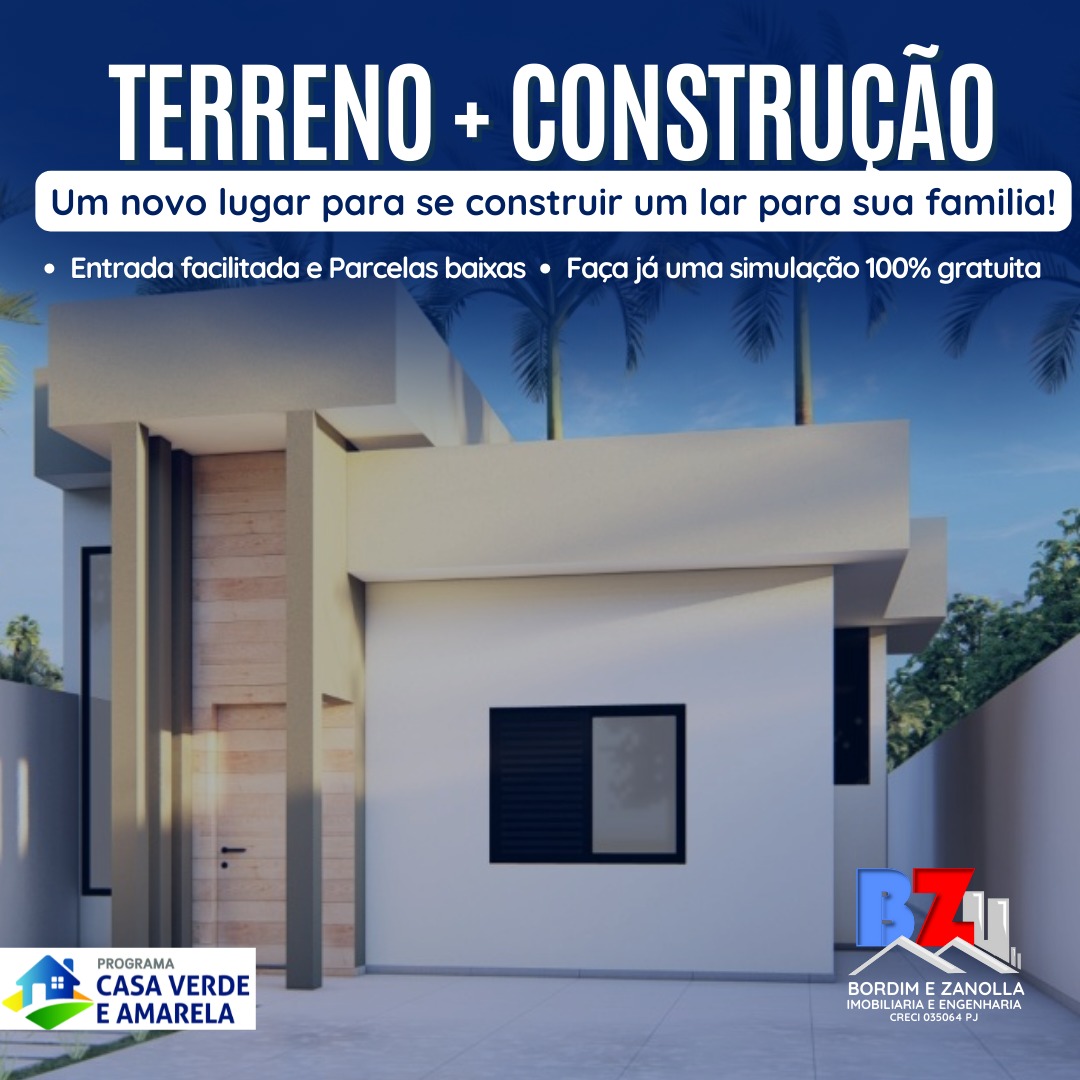 TERRENO + CONSTRUÇÃO
Um novo lugar para se construir um lar para sua familia!
• Entrada facilitada e Parcelas baixas • Faça já uma simulação 100% gratuita
PROGRAMA
CASA VERDE
E AMARELA
BZ
BORDIM E ZANOLLA
IMOBILIARIA E ENGENHARIA
CRECI 035064 PJ